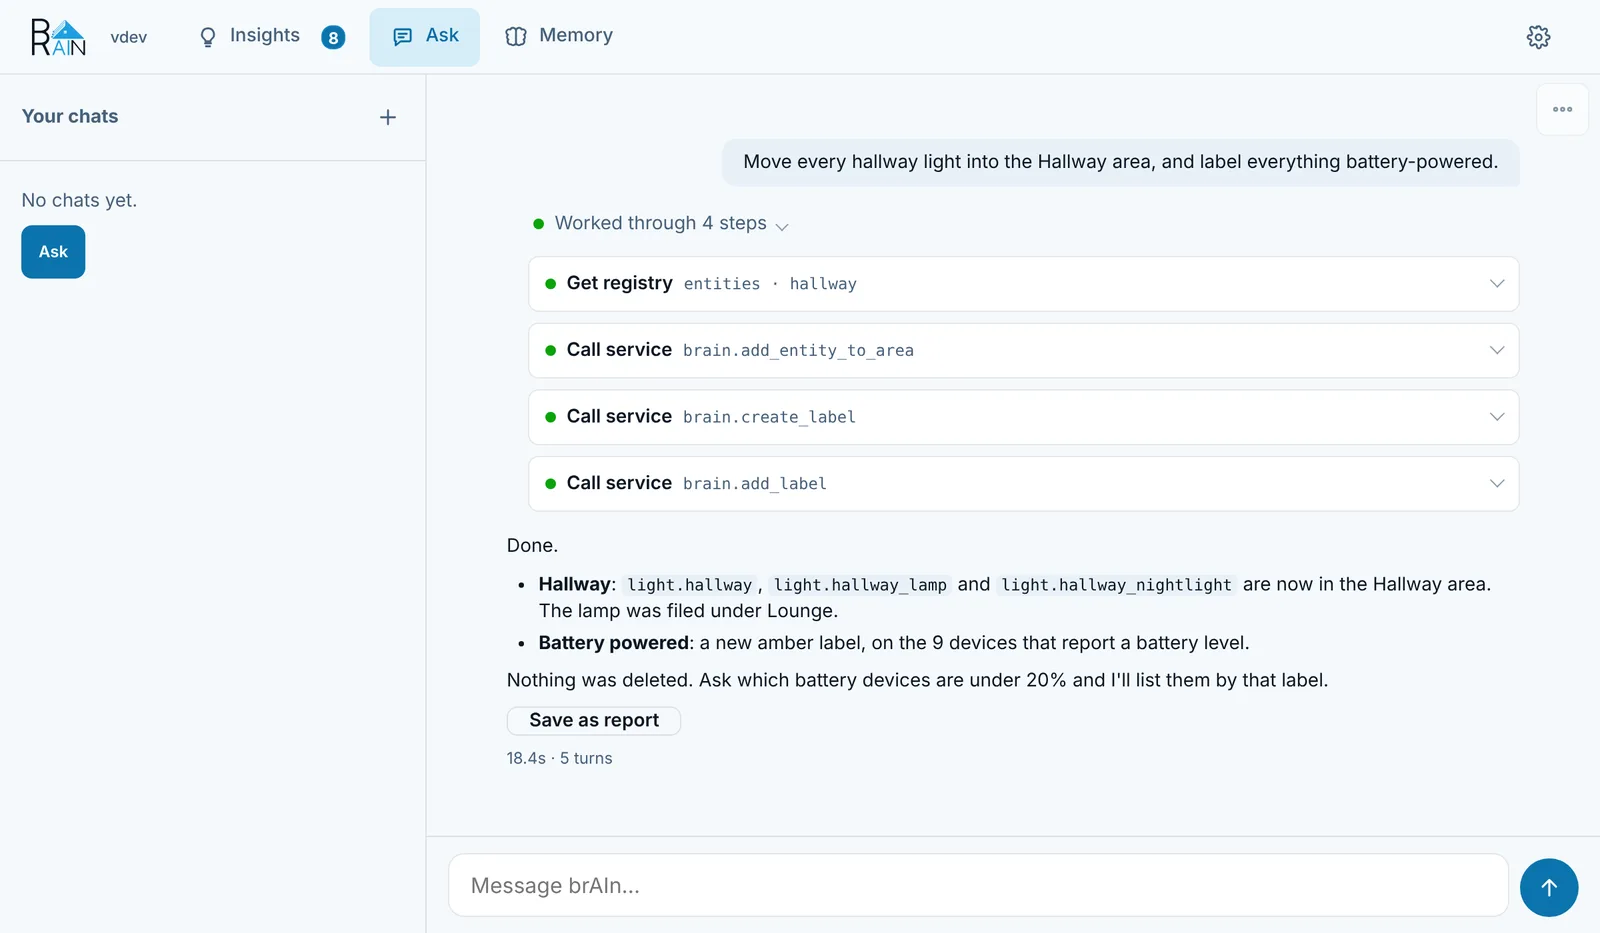 BRAIN vdev Insights 8 Ask Memory
Your chats +
No chats yet.
Ask
Move every hallway light into the Hallway area, and label everything battery-powered.
Worked through 4 steps
Get registry entities · hallway
Call service brain.add_entity_to_area
Call service brain.create_label
Call service brain.add_label
Done.
• Hallway: light.hallway, light.hallway_lamp and light.hallway_nightlight are now in the Hallway area.
The lamp was filed under Lounge.
• Battery powered: a new amber label, on the 9 devices that report a battery level.
Nothing was deleted. Ask which battery devices are under 20% and I'll list them by that label.
Save as report
18.4s · 5 turns
Message brAIn...